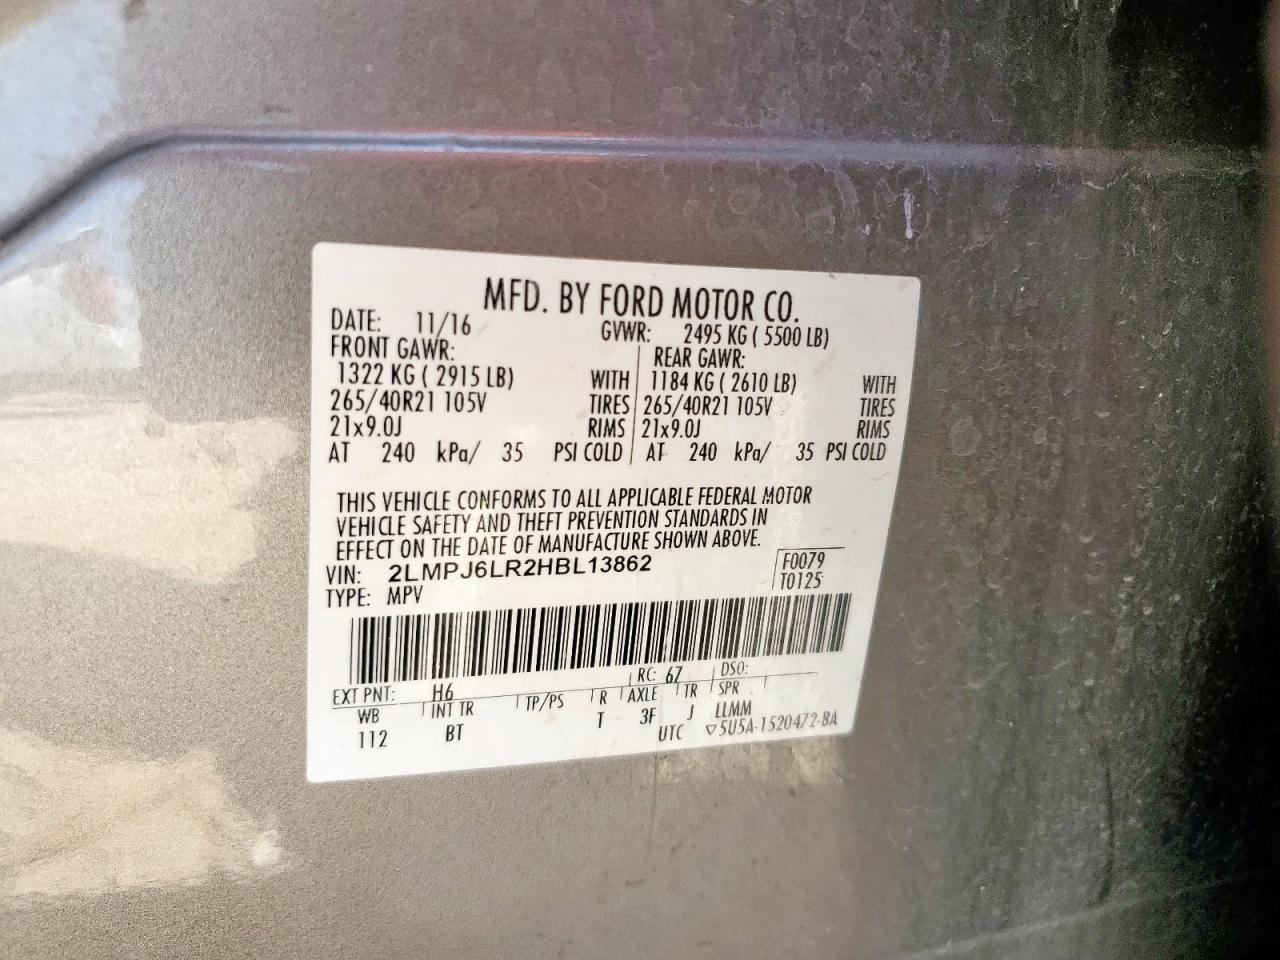 MFD. BY FORD MOTOR CO.
DATE: 11/16 GVWR: 2495 KG ( 5500 LB)
FRONT GAWR: REAR GAWR:
1322 KG ( 2915 LB) WITH 1184 KG ( 2610 LB) WITH
265/40R21 105V TIRES 265/40R21 105V TIRES
21x9.0J RIMS 21x9.0J RIMS
AT 240 kPa/ 35 PSI COLD AT 240 kPa/ 35 PSI COLD
THIS VEHICLE CONFORMS TO ALL APPLICABLE FEDERAL MOTOR
VEHICLE SAFETY AND THEFT PREVENTION STANDARDS IN
EFFECT ON THE DATE OF MANUFACTURE SHOWN ABOVE.
VIN: 2LMPJ6LR2HBL13862 F0079
TYPE: MPV T0125
EXT PNT: H6 RC: 67 DSO:
WB INT TR TP/PS R AXLE TR SPR
112 BT T 3F J LLMM
UTC ▽5U5A-1520472-BA